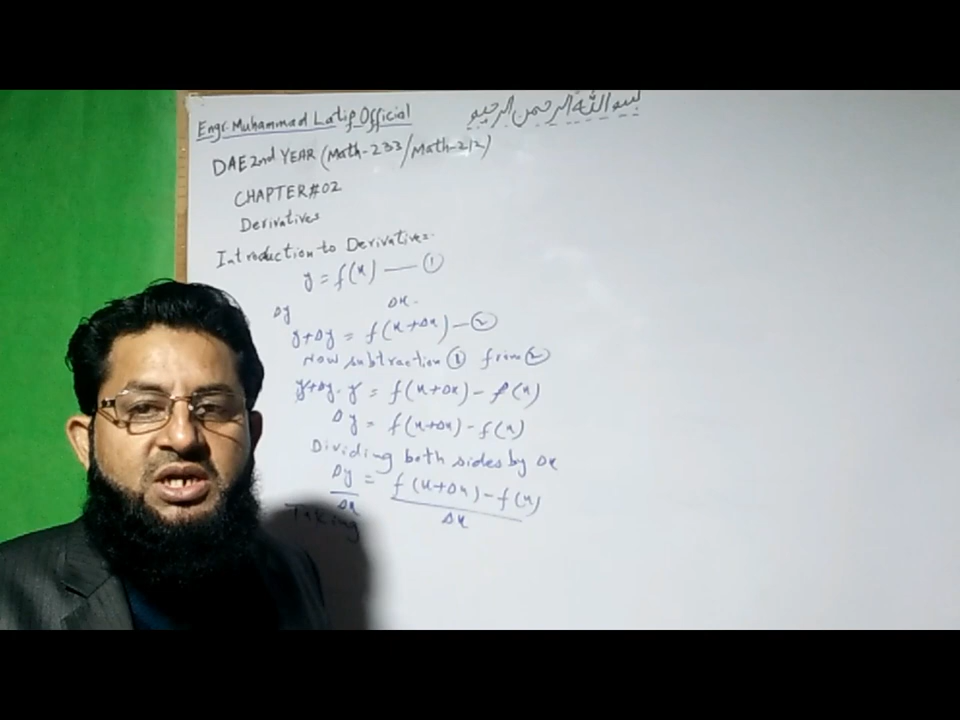 Engr. Muhammad Latif Official
بسم الله الرحمن الرحيم
DAE 2nd YEAR (Math-233/Math-212)
CHAPTER#02
Derivatives
Introduction to Derivatives.
y = f(x) — ①
Δy Δx.
y+Δy = f(x+Δx) — ②
Now subtraction ① from ②
y+Δy-y = f(x+Δx) - f(x)
Δy = f(x+Δx) - f(x)
Dividing both sides by Δx
Δy/Δx = f(x+Δx) - f(x)/Δx
Taking